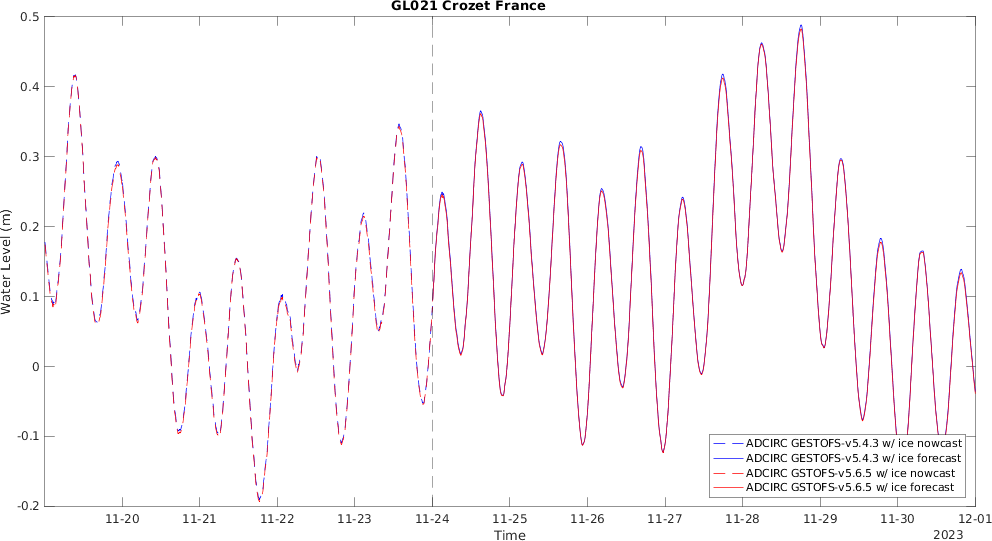 GL021 Crozet France
0.5
0.4
0.3
0.2
0.1
0
-0.1
-0.2
Water Level (m)
ADCIRC GESTOFS-v5.4.3 w/ ice nowcast
ADCIRC GESTOFS-v5.4.3 w/ ice forecast
ADCIRC GSTOFS-v5.6.5 w/ ice nowcast
ADCIRC GSTOFS-v5.6.5 w/ ice forecast
11-20 11-21 11-22 11-23 11-24 11-25 11-26 11-27 11-28 11-29 11-30 12-01
Time
2023